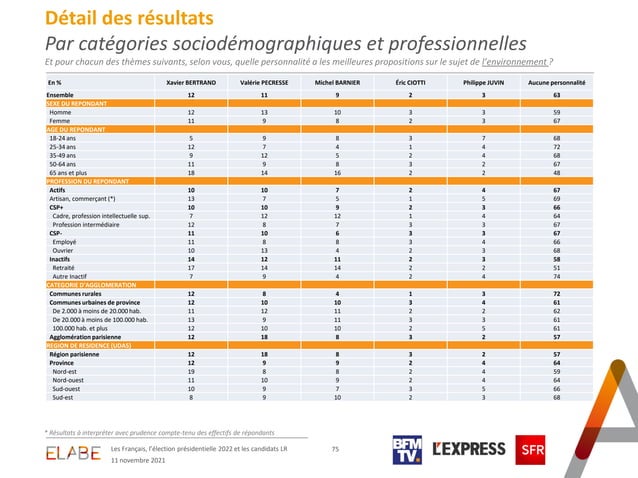 Détail des résultats
Par catégories sociodémographiques et professionnelles
Et pour chacun des thèmes suivants, selon vous, quelle personnalité a les meilleures propositions sur le sujet de l'environnement ?
En % Xavier BERTRAND Valérie PECRESSE Michel BARNIER Éric CIOTTI Philippe JUVIN Aucune personnalité
Ensemble 12 11 9 2 3 63
SEXE DU REPONDANT
Homme 12 13 10 3 3 59
Femme 11 9 8 2 3 67
AGE DU REPONDANT
18-24 ans 5 9 8 3 7 68
25-34 ans 12 7 4 1 4 72
35-49 ans 9 12 5 2 4 68
50-64 ans 11 9 8 3 2 67
65 ans et plus 18 14 16 2 2 48
PROFESSION DU REPONDANT
Actifs 10 10 7 2 4 67
Artisan, commerçant (*) 13 7 5 1 5 69
CSP+ 10 10 9 2 3 66
Cadre, profession intellectuelle sup. 7 12 12 1 4 64
Profession intermédiaire 12 8 7 3 3 67
CSP- 11 10 6 3 3 67
Employé 11 8 8 3 4 66
Ouvrier 10 13 4 2 3 68
Inactifs 14 12 11 2 3 58
Retraité 17 14 14 2 2 51
Autre Inactif 7 9 4 2 4 74
CATEGORIE D'AGGLOMERATION
Communes rurales 12 8 4 1 3 72
Communes urbaines de province 12 10 10 3 4 61
De 2.000 à moins de 20.000 hab. 11 12 11 2 2 62
De 20.000 à moins de 100.000 hab. 13 9 11 3 3 61
100.000 hab. et plus 12 10 10 2 5 61
Agglomération parisienne 12 18 8 3 2 57
REGION DE RESIDENCE (UDA5)
Région parisienne 12 18 8 3 2 57
Province 12 9 9 2 4 64
Nord-est 19 8 8 2 4 59
Nord-ouest 11 10 9 2 4 64
Sud-ouest 10 9 7 3 5 66
Sud-est 8 9 10 2 3 68
* Résultats à interpréter avec prudence compte-tenu des effectifs de répondants
ELABE
Les Français, l'élection présidentielle 2022 et les candidats LR
11 novembre 2021
75
BFM
TV.
L'EXPRESS
SFR